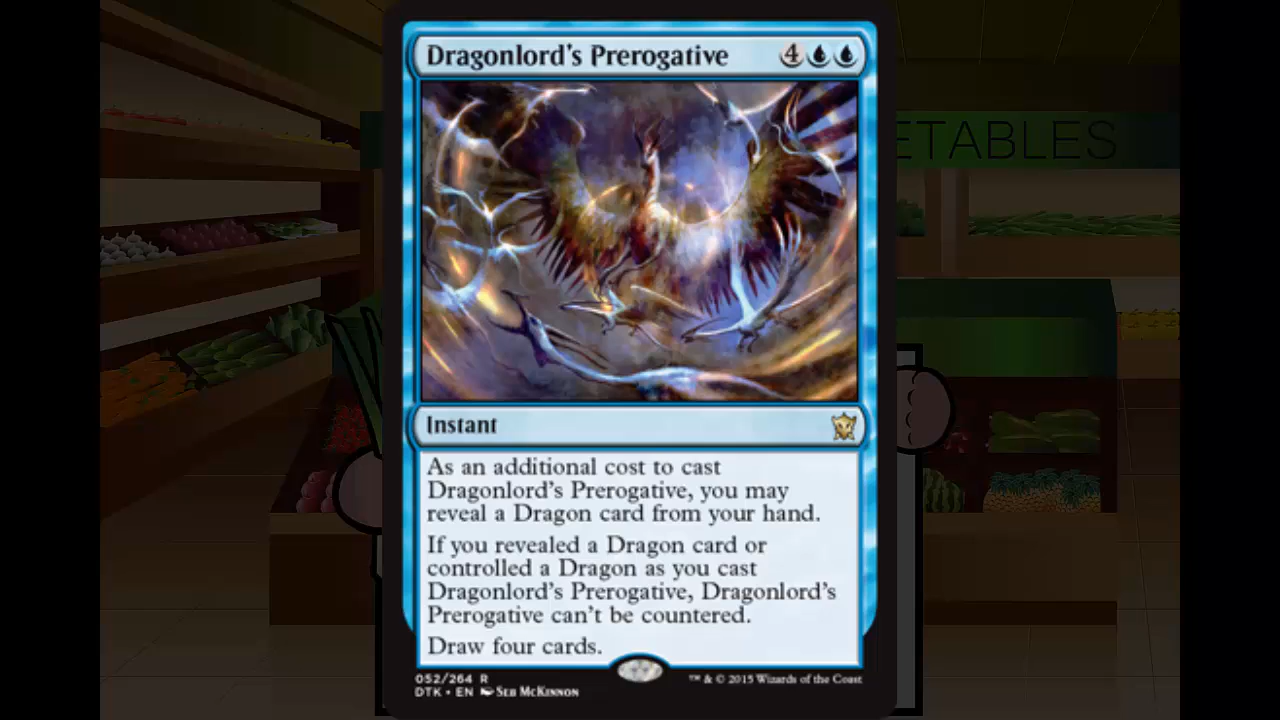 Dragonlord's Prerogative 4
ETABLES
Instant
As an additional cost to cast
Dragonlord's Prerogative, you may
reveal a Dragon card from your hand.
If you revealed a Dragon card or
controlled a Dragon as you cast
Dragonlord's Prerogative, Dragonlord's
Prerogative can't be countered.
Draw four cards.
052/264 R
DTK • EN Seb McKinnon
™ & © 2015 Wizards of the Coast